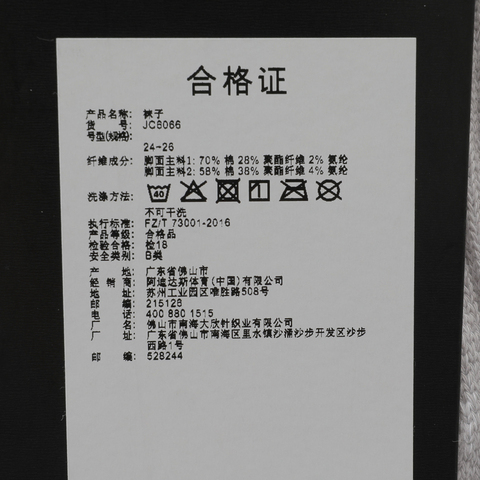 合格证
产品名称: 袜子
货 号: JC6066
号型(规格):
24-26
纤维成分: 脚面主料1: 70% 棉 28% 聚酯纤维 2% 氨纶
脚面主料2: 58% 棉 38% 聚酯纤维 4% 氨纶
洗涤方法: 40
不可干洗
执行标准: FZ/T 73001-2016
产品等级: 合格品
检验合格: 检18
安全类别: B类
产 地: 广东省佛山市
经 销 商: 阿迪达斯体育(中国)有限公司
地 址: 苏州工业园区唯胜路508号
邮 编: 215128
电 话: 400 880 1515
厂 名: 佛山市南海大欣针织业有限公司
厂 址: 广东省佛山市南海区里水镇沙涌沙步开发区沙步
西路1号
邮 编: 528244